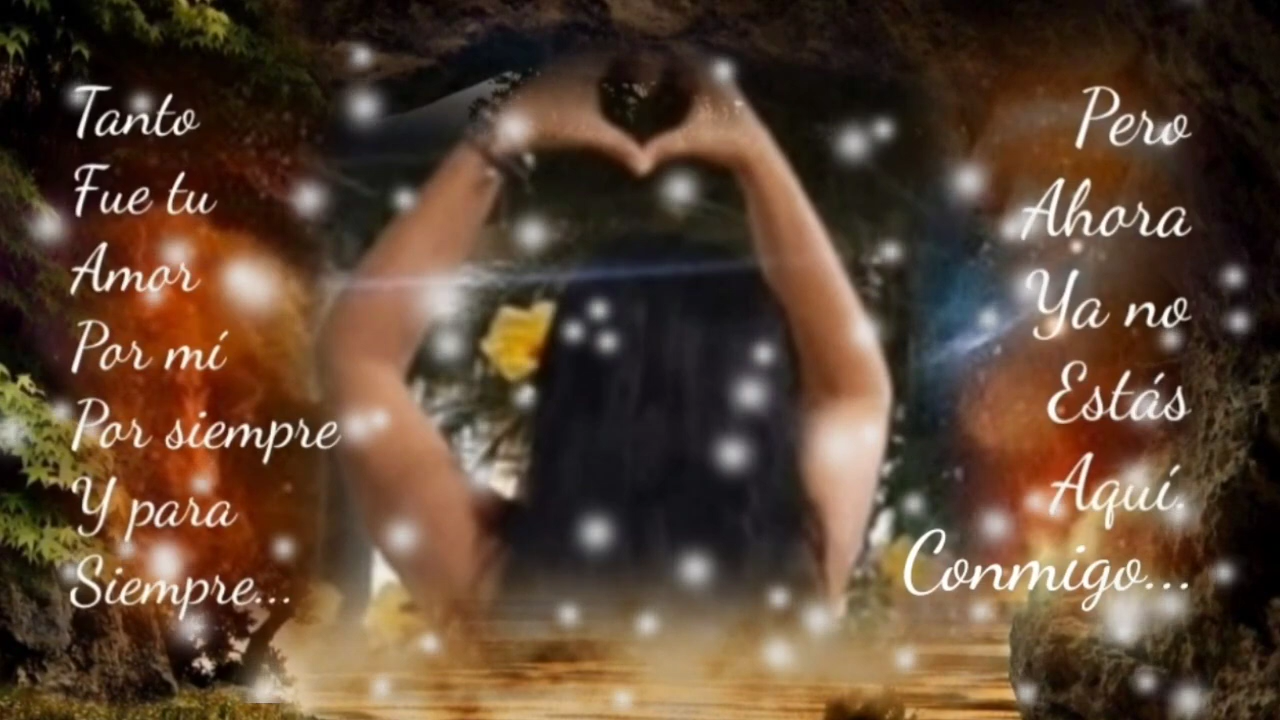 Tanto
Fue tu
Amor
Por mí
Por siempre
Y para
Siempre...
Pero
Ahora
Ya no
Estás
Aquí.
Conmigo...